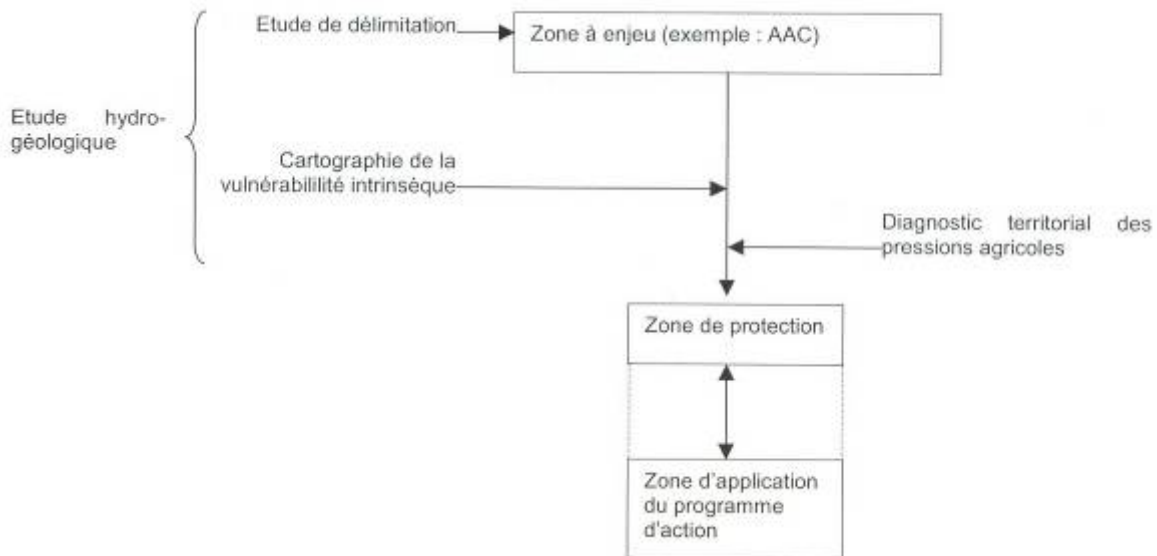 Etude de délimitation
Zone à enjeu (exemple : AAC)
Etude hydro-
géologique
Cartographie de la
vulnérabililité intrinsèque
Diagnostic territorial des
pressions agricoles
Zone de protection
Zone d'application
du programme
d'action